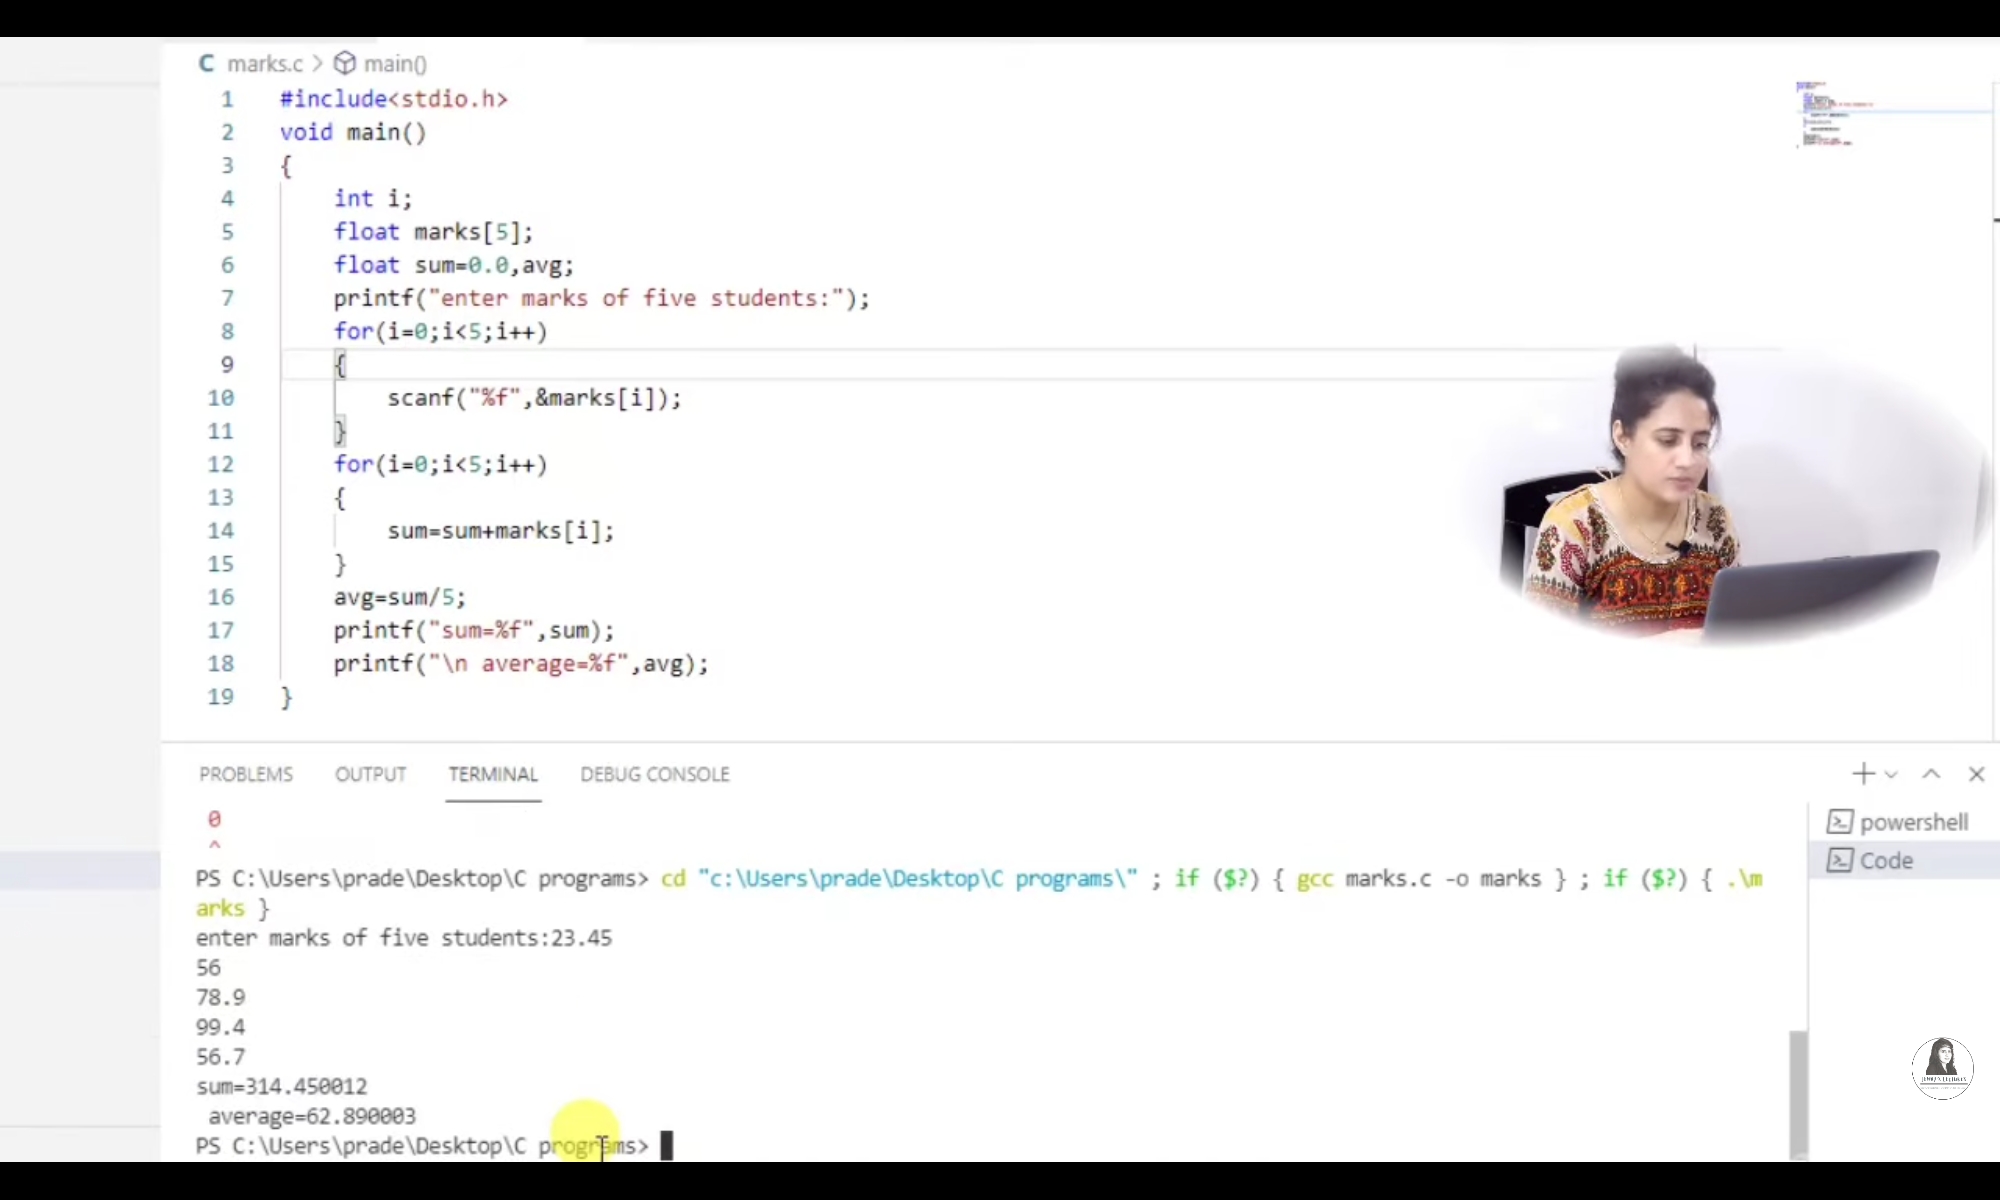 C marks.c > main()
1 #include<stdio.h>
2 void main()
3 {
4 int i;
5 float marks[5];
6 float sum=0.0,avg;
7 printf("enter marks of five students:");
8 for(i=0;i<5;i++)
9 {
10 scanf("%f",&marks[i]);
11 }
12 for(i=0;i<5;i++)
13 {
14 sum=sum+marks[i];
15 }
16 avg=sum/5;
17 printf("sum=%f",sum);
18 printf("\n average=%f",avg);
19 }
PROBLEMS OUTPUT TERMINAL DEBUG CONSOLE
0
^
PS C:\Users\prade\Desktop\C programs> cd "c:\Users\prade\Desktop\C programs\" ; if ($?) { gcc marks.c -o marks } ; if ($?) { .\m
arks }
enter marks of five students:23.45
56
78.9
99.4
56.7
sum=314.450012
average=62.890003
PS C:\Users\prade\Desktop\C programs>
powershell
Code